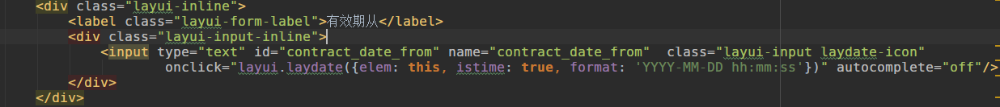 <div class="layui-inline">
<label class="layui-form-label">有效期从</label>
<div class="layui-input-inline">
<input type="text" id="contract_date_from" name="contract_date_from"  class="layui-input laydate-icon"
onclick="layui.laydate({elem: this, istime: true, format: 'YYYY-MM-DD hh:mm:ss'})" autocomplete="off"/>
</div>
</div>